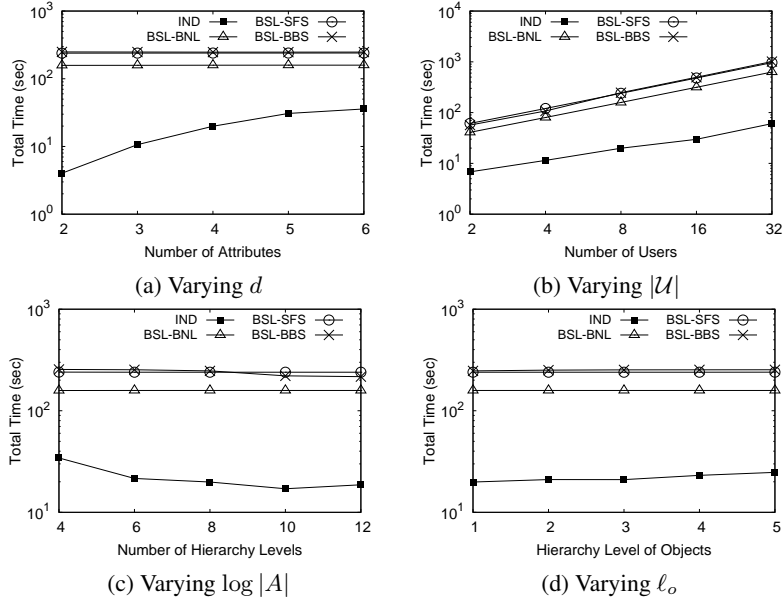 IND BSL-SFS
BSL-BNL BSL-BBS
10^3
10^2
10^1
10^0
Total Time (sec)
2 3 4 5 6
Number of Attributes
(a) Varying d
IND BSL-SFS
BSL-BNL BSL-BBS
10^4
10^3
10^2
10^1
10^0
Total Time (sec)
2 4 8 16 32
Number of Users
(b) Varying |𝒰|
IND BSL-SFS
BSL-BNL BSL-BBS
10^3
10^2
10^1
Total Time (sec)
4 6 8 10 12
Number of Hierarchy Levels
(c) Varying log |A|
IND BSL-SFS
BSL-BNL BSL-BBS
10^3
10^2
10^1
Total Time (sec)
1 2 3 4 5
Hierarchy Level of Objects
(d) Varying ℓ_o